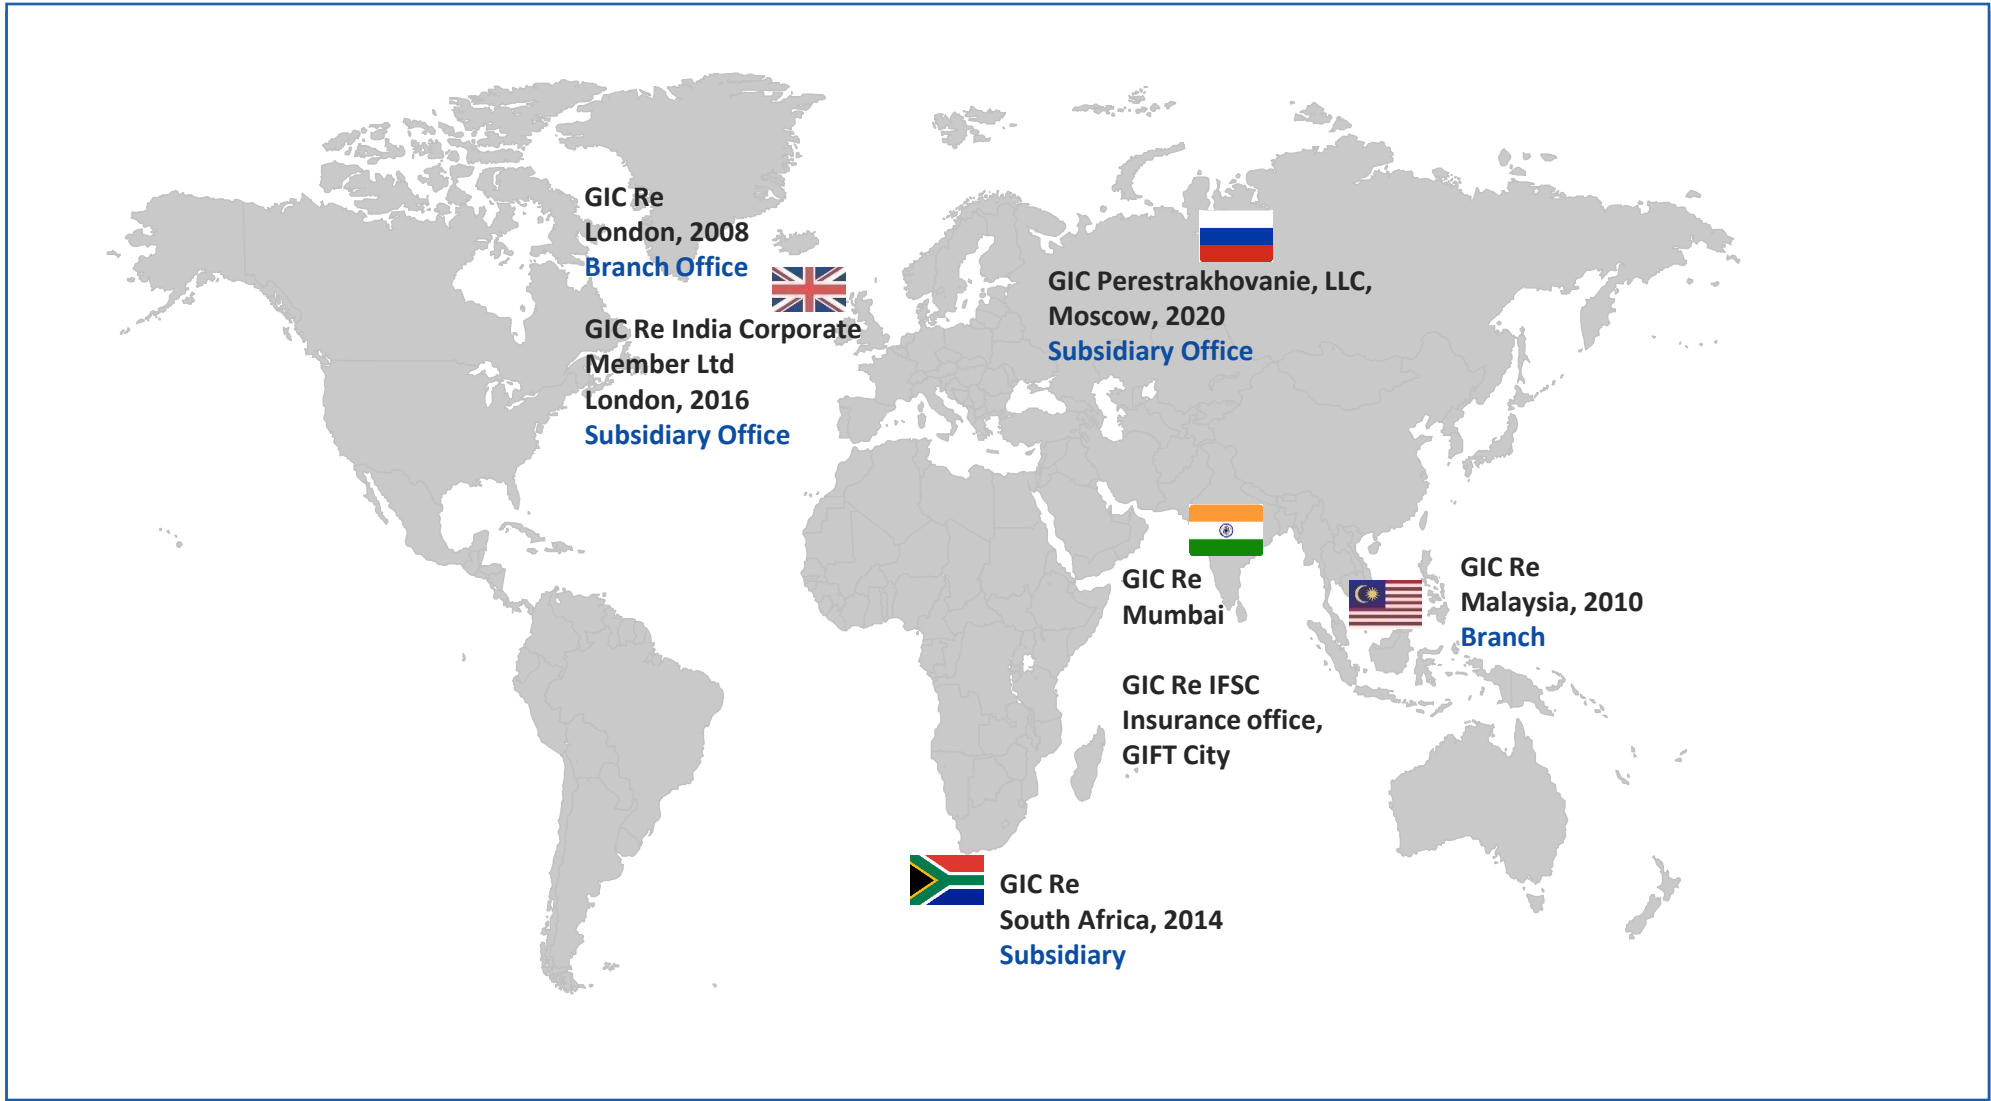 GIC Re
London, 2008
Branch Office
GIC Re India Corporate
Member Ltd
London, 2016
Subsidiary Office
GIC Perestrakhovanie, LLC,
Moscow, 2020
Subsidiary Office
GIC Re
Mumbai
GIC Re IFSC
Insurance office,
GIFT City
GIC Re
Malaysia, 2010
Branch
GIC Re
South Africa, 2014
Subsidiary